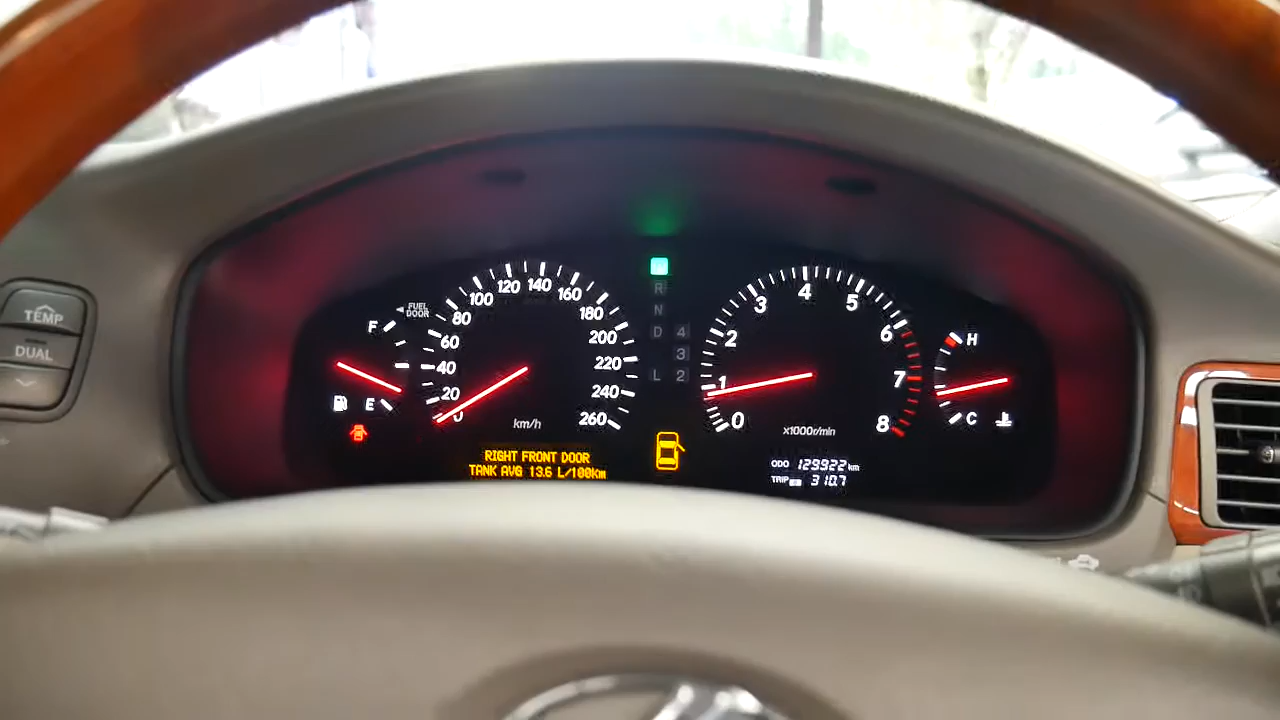 TEMP
DUAL
◀ FUEL
DOOR
F
E
0
20
40
60
80
100
120
140
160
180
200
220
240
260
km/h
RIGHT FRONT DOOR
TANK AVG 13.6 L/100km
R
N
D 4
3
L 2
0
1
2
3
4
5
6
7
8
x1000r/min
ODO 129922 km
TRIP 310.7
H
C